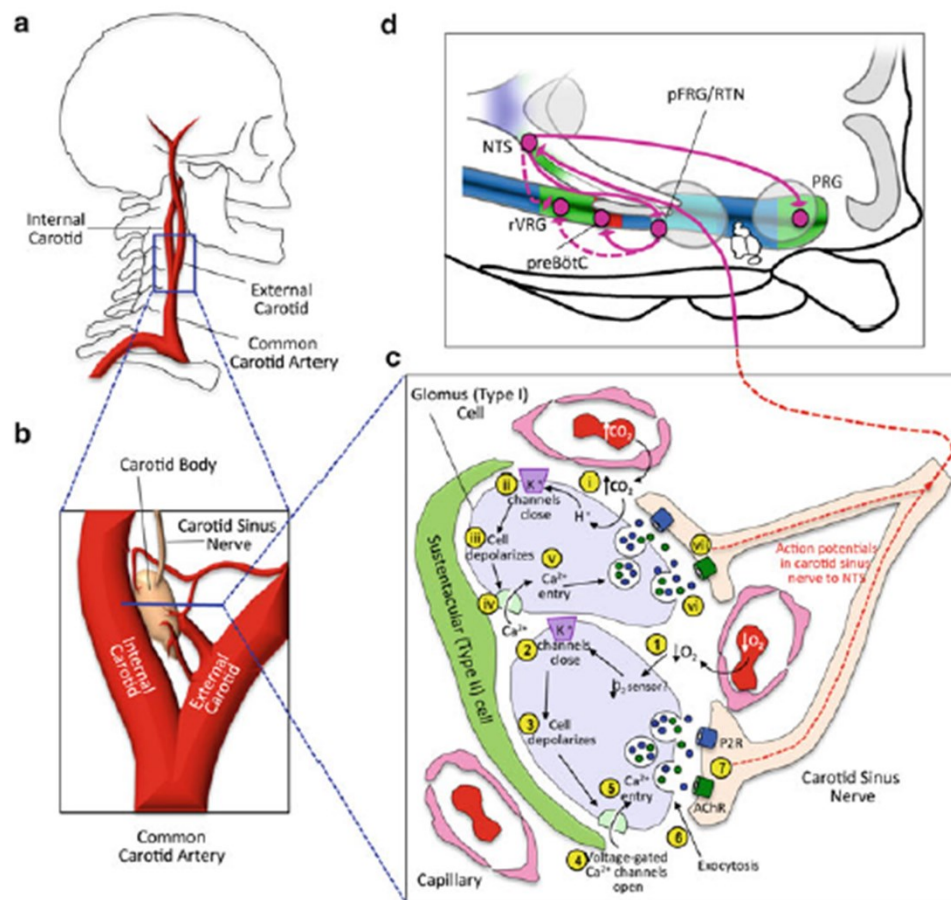 a
Internal
Carotid
External
Carotid
Common
Carotid Artery
b
Carotid Body
Carotid Sinus
Nerve
Internal
Carotid
External
Carotid
Common
Carotid Artery
d
pFRG/RTN
NTS
PRG
rVRG
preBötC
c
Glomus (Type I)
Cell
↑CO₂
i
↑CO₂
ii
K⁺
channels
close
H⁺
iii
Cell
depolarizes
v
Ca²⁺
entry
iv
Ca²⁺
vi
vii
Action potentials
in carotid sinus
nerve to NTS
Sustentacular (Type II) cell
K⁺
2
channels
close
1
↓O₂
↓O₂
O₂ sensor?
3
Cell
depolarizes
5
Ca²⁺
entry
P2R
7
AChR
Carotid Sinus
Nerve
6
Exocytosis
4
Voltage-gated
Ca²⁺ channels
open
Capillary